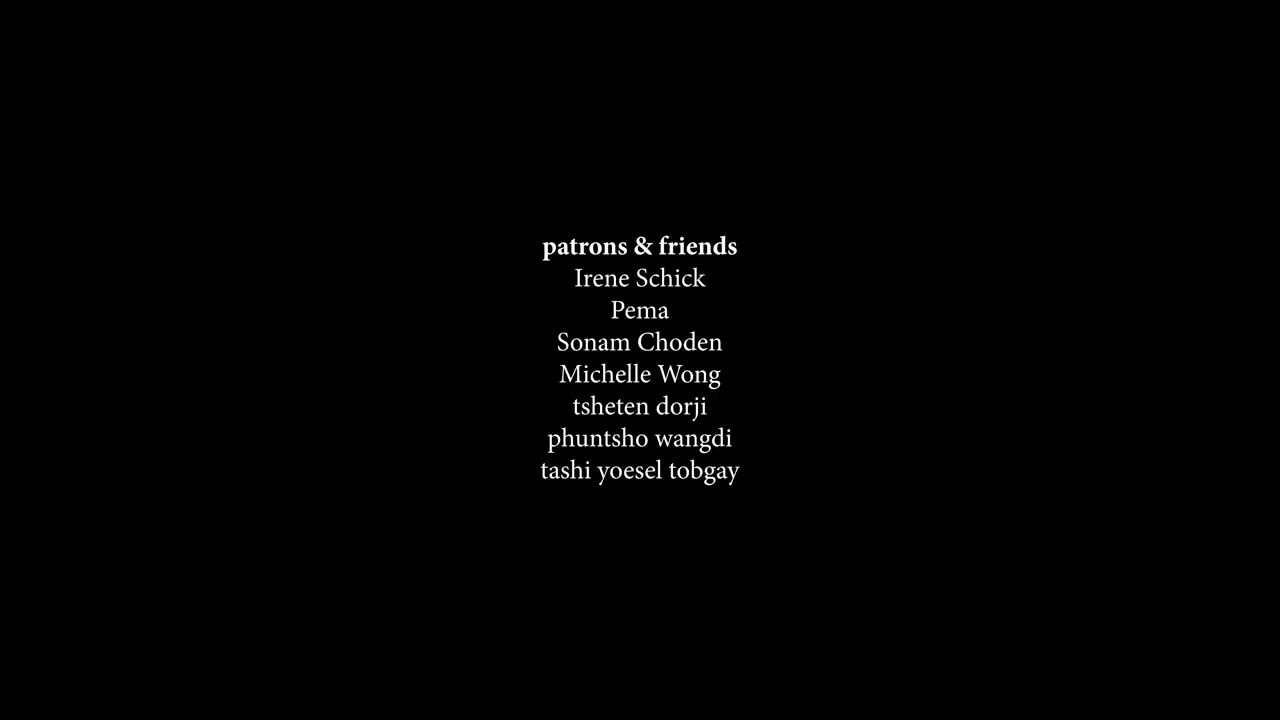 patrons & friends
Irene Schick
Pema
Sonam Choden
Michelle Wong
tsheten dorji
phuntsho wangdi
tashi yoesel tobgay